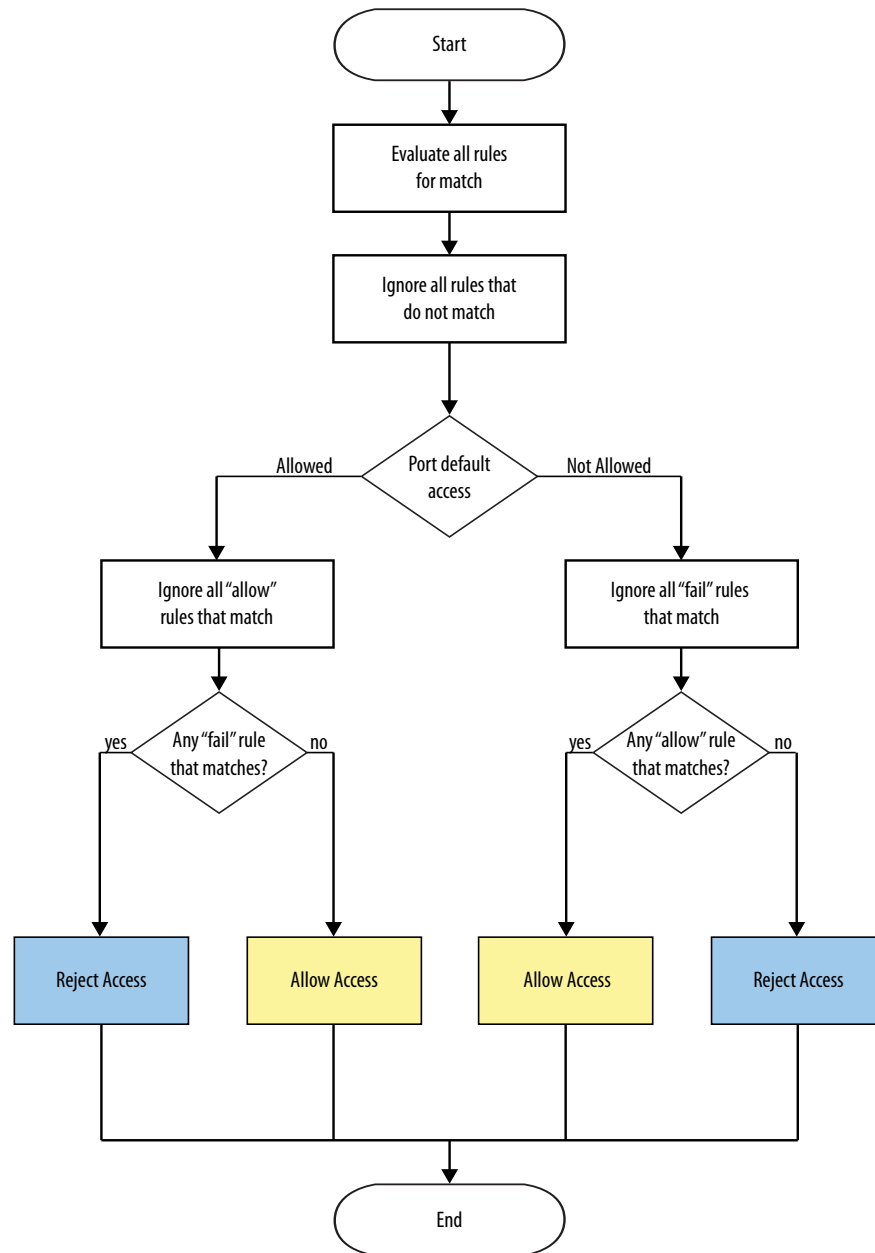 Start
Evaluate all rules
for match
Ignore all rules that
do not match
Allowed
Port default
access
Not Allowed
Ignore all “allow”
rules that match
Ignore all “fail” rules
that match
yes
Any “fail” rule
that matches?
no
yes
Any “allow” rule
that matches?
no
Reject Access
Allow Access
Allow Access
Reject Access
End